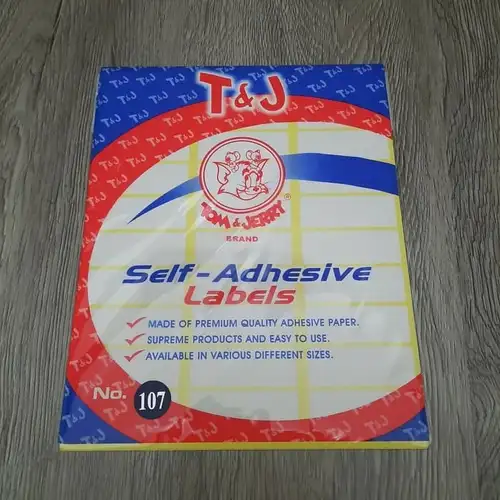 T&J
TOM & JERRY ®
BRAND
Self-Adhesive
Labels
✓ MADE OF PREMIUM QUALITY ADHESIVE PAPER.
✓ SUPREME PRODUCTS AND EASY TO USE.
✓ AVAILABLE IN VARIOUS DIFFERENT SIZES.
No. 107
T&J